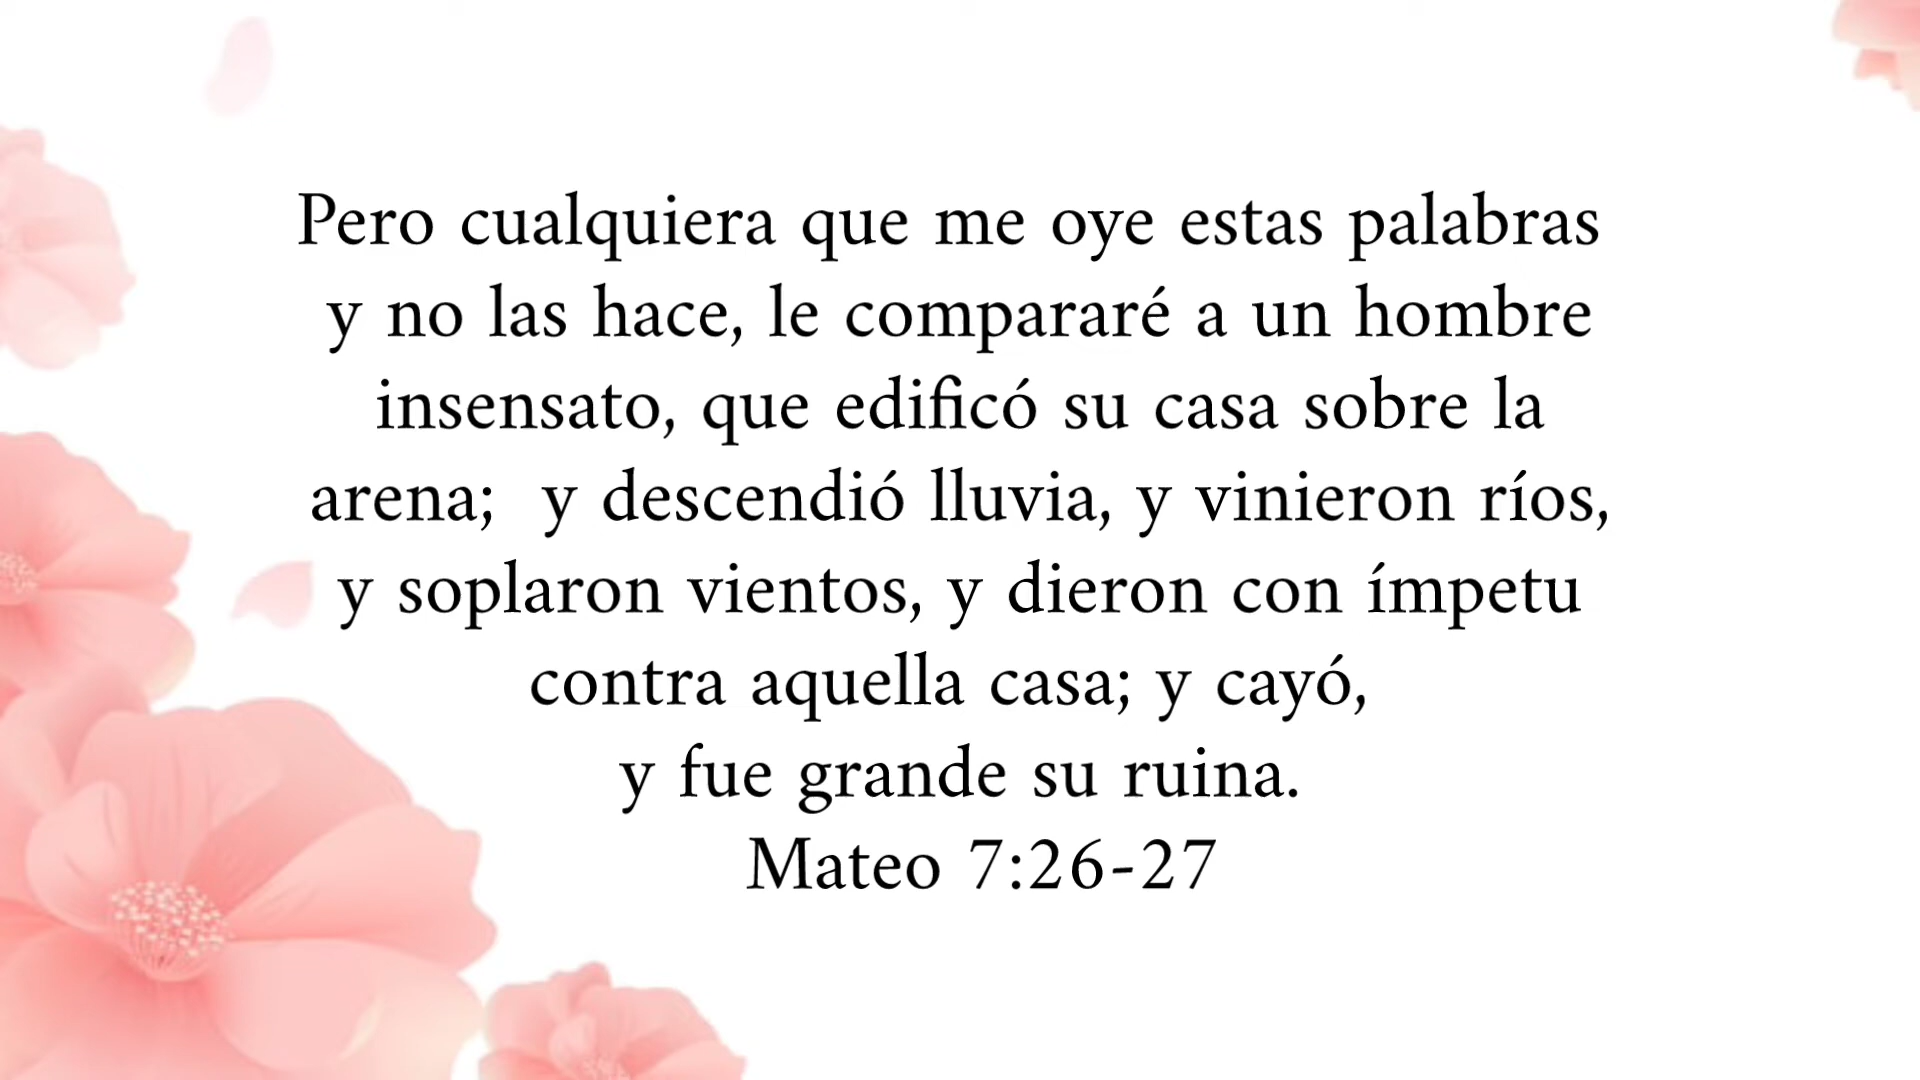 Pero cualquiera que me oye estas palabras
y no las hace, le compararé a un hombre
insensato, que edificó su casa sobre la
arena;  y descendió lluvia, y vinieron ríos,
y soplaron vientos, y dieron con ímpetu
contra aquella casa; y cayó,
y fue grande su ruina.
Mateo 7:26-27